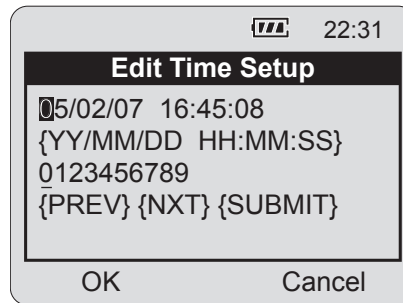 22:31
Edit Time Setup
05/02/07 16:45:08
{YY/MM/DD HH:MM:SS}
0123456789
{PREV} {NXT} {SUBMIT}
OK Cancel